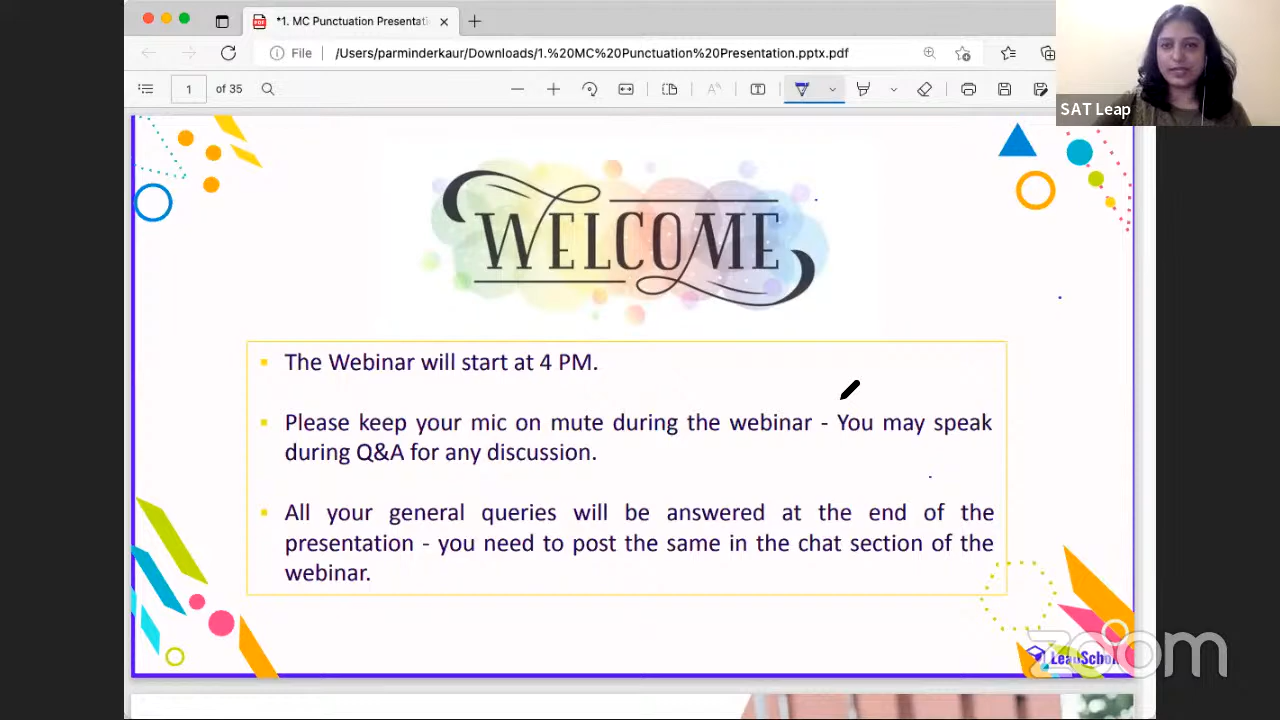 *1. MC Punctuation Presentati
File /Users/parminderkaur/Downloads/1.%20MC%20Punctuation%20Presentation.pptx.pdf
1 of 35
SAT Leap
WELCOME
The Webinar will start at 4 PM.
Please keep your mic on mute during the webinar - You may speak
during Q&A for any discussion.
All your general queries will be answered at the end of the
presentation - you need to post the same in the chat section of the
webinar.
zoom